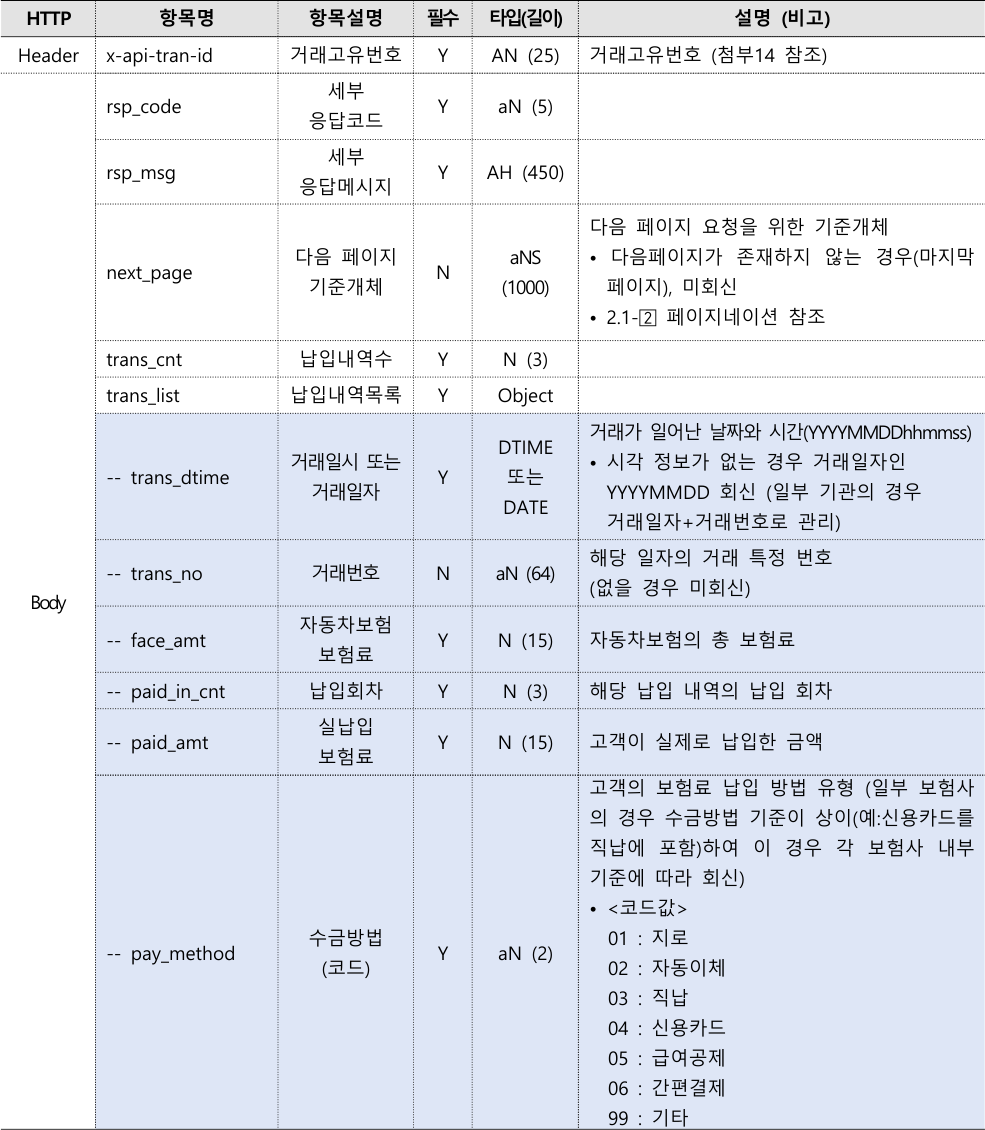 HTTP 항목명 항목설명 필수 타입(길이) 설명 (비고)
Header x-api-tran-id 거래고유번호 Y AN (25) 거래고유번호 (첨부14 참조)
Body
rsp_code 세부
응답코드 Y aN (5)
rsp_msg 세부
응답메시지 Y AH (450)
next_page 다음 페이지
기준개체 N aNS
(1000)
다음 페이지 요청을 위한 기준개체
• 다음페이지가 존재하지 않는 경우(마지막
페이지), 미회신
• 2.1-2 페이지네이션 참조
trans_cnt 납입내역수 Y N (3)
trans_list 납입내역목록 Y Object
-- trans_dtime 거래일시 또는
거래일자 Y DTIME
또는
DATE
거래가 일어난 날짜와 시간(YYYYMMDDhhmmss)
• 시각 정보가 없는 경우 거래일자인
YYYYMMDD 회신 (일부 기관의 경우
거래일자+거래번호로 관리)
-- trans_no 거래번호 N aN (64) 해당 일자의 거래 특정 번호
(없을 경우 미회신)
-- face_amt 자동차보험
보험료 Y N (15) 자동차보험의 총 보험료
-- paid_in_cnt 납입회차 Y N (3) 해당 납입 내역의 납입 회차
-- paid_amt 실납입
보험료 Y N (15) 고객이 실제로 납입한 금액
-- pay_method 수금방법
(코드) Y aN (2)
고객의 보험료 납입 방법 유형 (일부 보험사
의 경우 수금방법 기준이 상이(예:신용카드를
직납에 포함)하여 이 경우 각 보험사 내부
기준에 따라 회신)
• <코드값>
01 : 지로
02 : 자동이체
03 : 직납
04 : 신용카드
05 : 급여공제
06 : 간편결제
99 : 기타